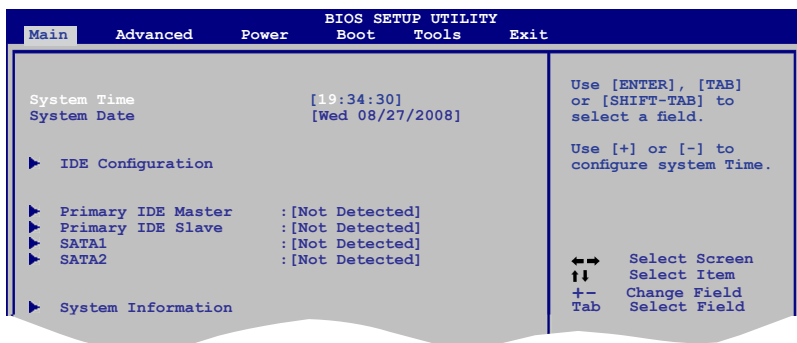 BIOS SETUP UTILITY
Main Advanced Power Boot Tools Exit
System Time [19:34:30]
System Date [Wed 08/27/2008]
IDE Configuration
Primary IDE Master :[Not Detected]
Primary IDE Slave :[Not Detected]
SATA1 :[Not Detected]
SATA2 :[Not Detected]
System Information
Use [ENTER], [TAB]
or [SHIFT-TAB] to
select a field.
Use [+] or [-] to
configure system Time.
←→ Select Screen
↑↓ Select Item
+- Change Field
Tab Select Field